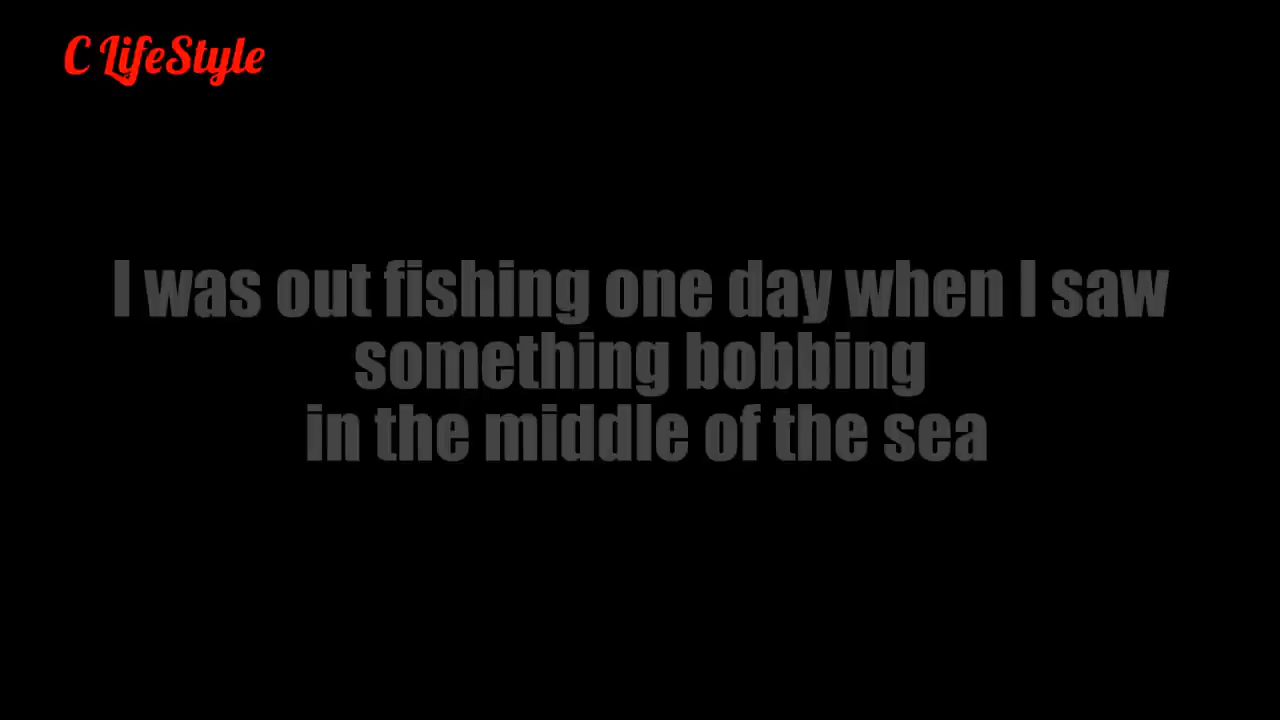 C LifeStyle
I was out fishing one day when I saw
something bobbing
in the middle of the sea